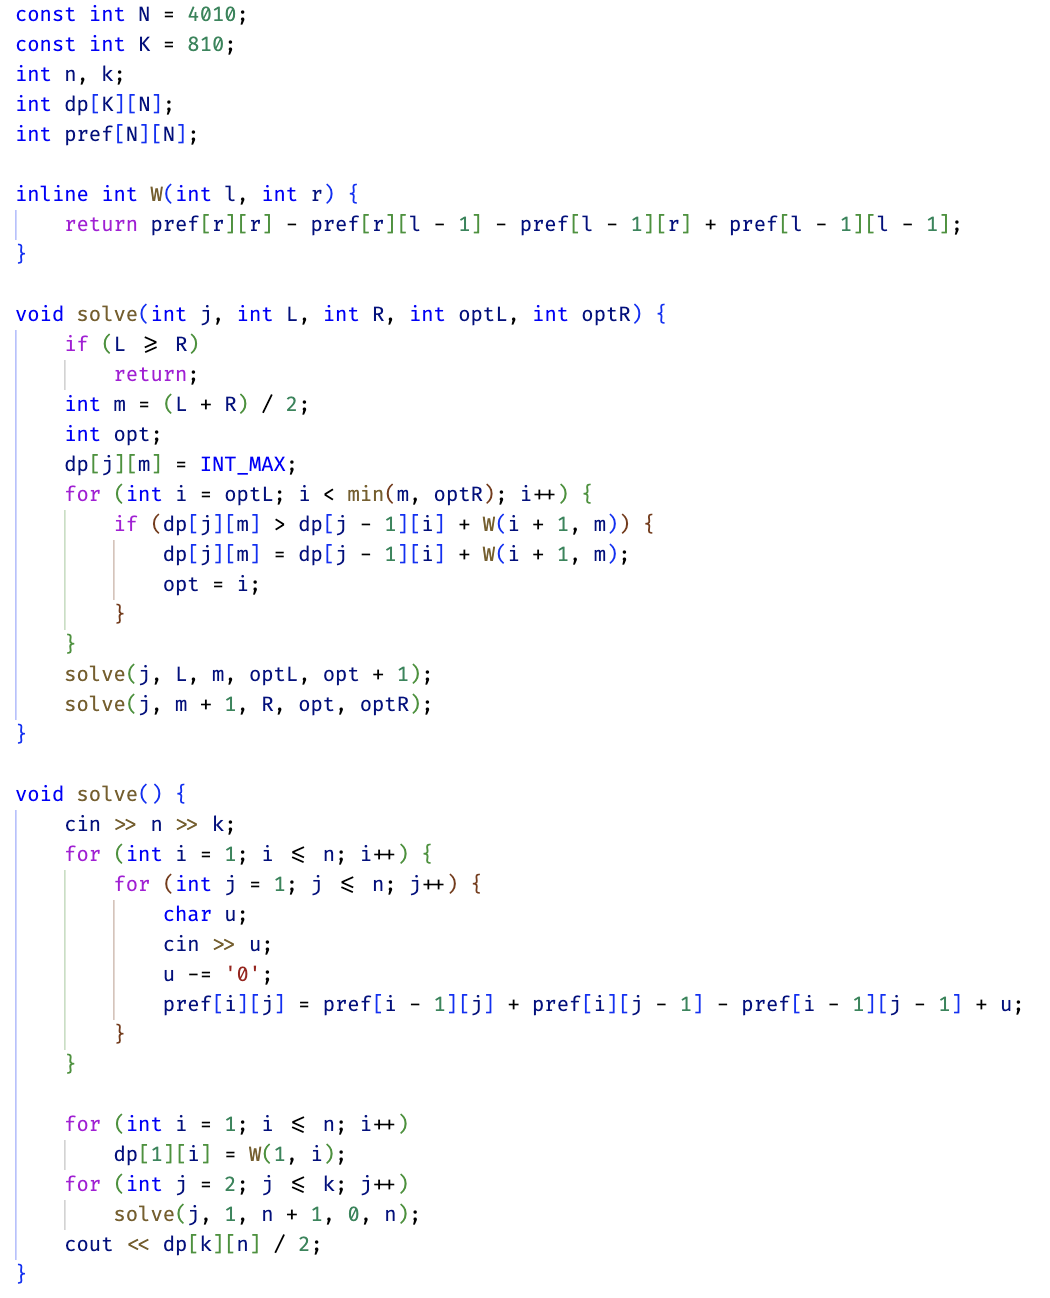 const int N = 4010;
const int K = 810;
int n, k;
int dp[K][N];
int pref[N][N];

inline int W(int l, int r) {
    return pref[r][r] - pref[r][l - 1] - pref[l - 1][r] + pref[l - 1][l - 1];
}

void solve(int j, int L, int R, int optL, int optR) {
    if (L >= R)
        return;
    int m = (L + R) / 2;
    int opt;
    dp[j][m] = INT_MAX;
    for (int i = optL; i < min(m, optR); i++) {
        if (dp[j][m] > dp[j - 1][i] + W(i + 1, m)) {
            dp[j][m] = dp[j - 1][i] + W(i + 1, m);
            opt = i;
        }
    }
    solve(j, L, m, optL, opt + 1);
    solve(j, m + 1, R, opt, optR);
}

void solve() {
    cin >> n >> k;
    for (int i = 1; i <= n; i++) {
        for (int j = 1; j <= n; j++) {
            char u;
            cin >> u;
            u -= '0';
            pref[i][j] = pref[i - 1][j] + pref[i][j - 1] - pref[i - 1][j - 1] + u;
        }
    }

    for (int i = 1; i <= n; i++)
        dp[1][i] = W(1, i);
    for (int j = 2; j <= k; j++)
        solve(j, 1, n + 1, 0, n);
    cout << dp[k][n] / 2;
}